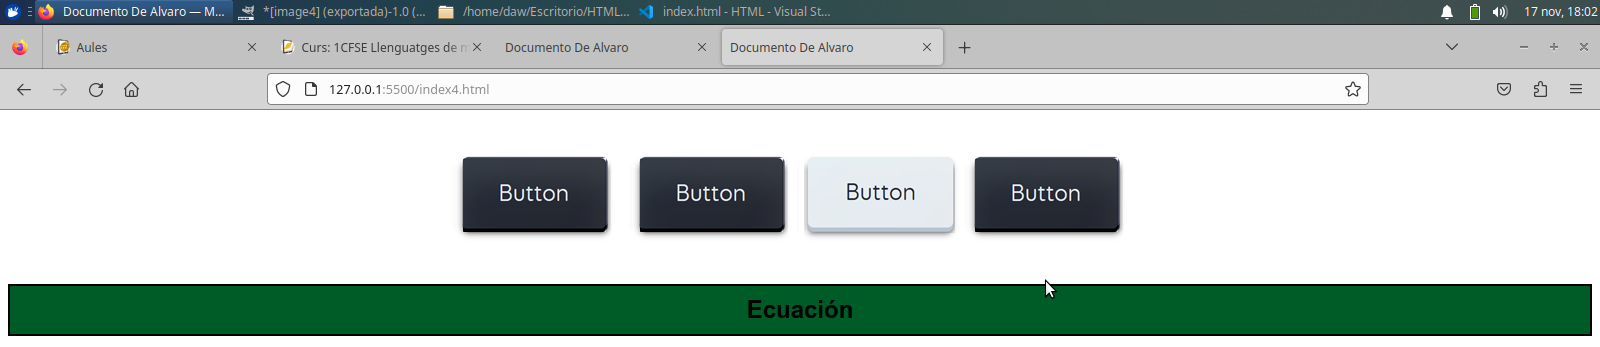 Documento De Alvaro — M...
*[image4] (exportada)-1.0 (...
/home/daw/Escritorio/HTML...
index.html - HTML - Visual St...
17 nov, 18:02
Aules
Curs: 1CFSE Llenguatges de m
Documento De Alvaro
Documento De Alvaro
127.0.0.1:5500/index4.html
Button
Button
Button
Button
Ecuación